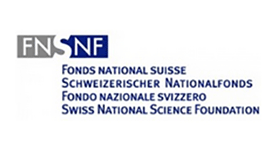 FNSNF
FONDS NATIONAL SUISSE
SCHWEIZERISCHER NATIONALFONDS
FONDO NAZIONALE SVIZZERO
SWISS NATIONAL SCIENCE FOUNDATION